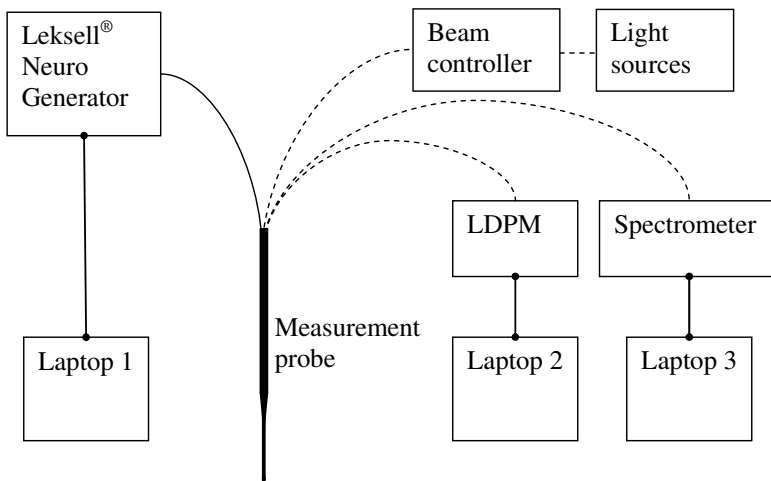 Leksell®
Neuro
Generator
Beam
controller
Light
sources
LDPM
Spectrometer
Measurement
probe
Laptop 1
Laptop 2
Laptop 3